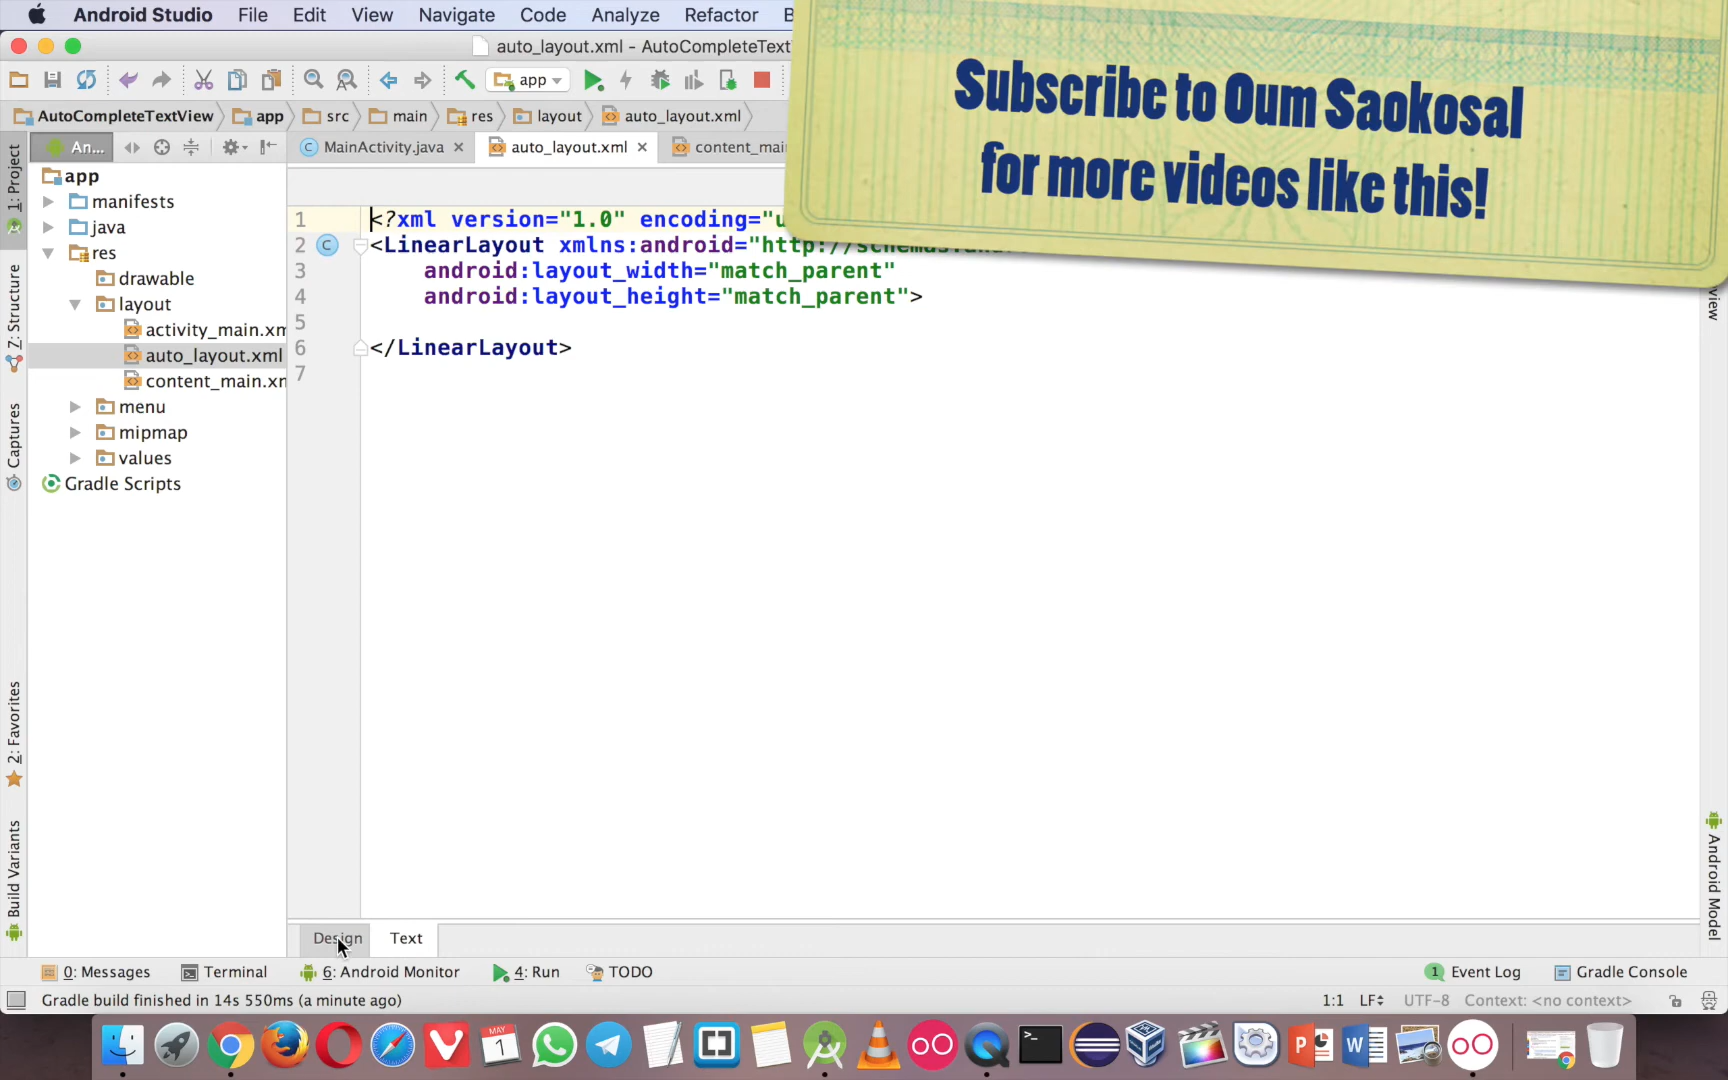 Android Studio File Edit View Navigate Code Analyze Refactor B
auto_layout.xml - AutoCompleteText
app
Subscribe to Oum Saokosal
for more videos like this!
AutoCompleteTextView app src main res layout auto_layout.xml
1: Project
An...
MainActivity.java auto_layout.xml content_mai
app
manifests
java
res
drawable
layout
activity_main.xm
auto_layout.xml
content_main.xm
menu
mipmap
values
Gradle Scripts
Z: Structure
Captures
2: Favorites
Build Variants
1 <?xml version="1.0" encoding="u
2 <LinearLayout xmlns:android="http://schemas.and
3 android:layout_width="match_parent"
4 android:layout_height="match_parent">
5
6 </LinearLayout>
7
view
Android Model
Design Text
0: Messages Terminal 6: Android Monitor 4: Run TODO 1 Event Log Gradle Console
Gradle build finished in 14s 550ms (a minute ago) 1:1 LF UTF-8 Context: <no context>
MAY
1
P
W